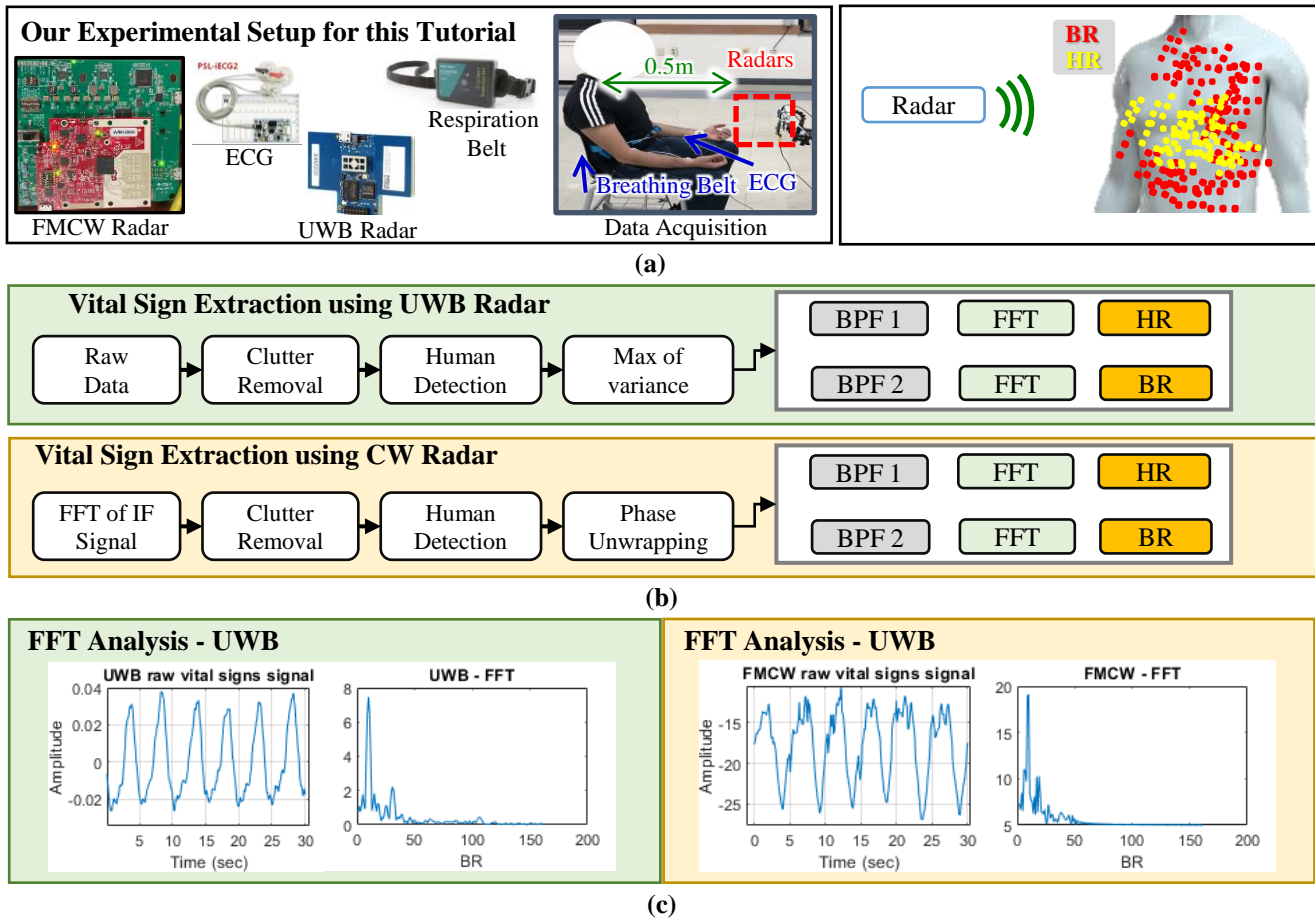 Our Experimental Setup for this Tutorial
PSL-iECG2
FMCW Radar
ECG
UWB Radar
Respiration
Belt
0.5m
Radars
Breathing Belt
ECG
Data Acquisition
BR
HR
Radar
(a)
Vital Sign Extraction using UWB Radar
Raw
Data
Clutter
Removal
Human
Detection
Max of
variance
BPF 1
FFT
HR
BPF 2
FFT
BR
Vital Sign Extraction using CW Radar
FFT of IF
Signal
Clutter
Removal
Human
Detection
Phase
Unwrapping
BPF 1
FFT
HR
BPF 2
FFT
BR
(b)
FFT Analysis - UWB
UWB raw vital signs signal
Amplitude
0.04
0.02
0
-0.02
5
10
15
20
25
30
Time (sec)
UWB - FFT
8
6
4
2
0
0
50
100
150
200
BR
FFT Analysis - UWB
FMCW raw vital signs signal
Amplitude
-15
-20
-25
0
5
10
15
20
25
30
Time (sec)
FMCW - FFT
20
15
10
5
0
50
100
150
200
BR
(c)